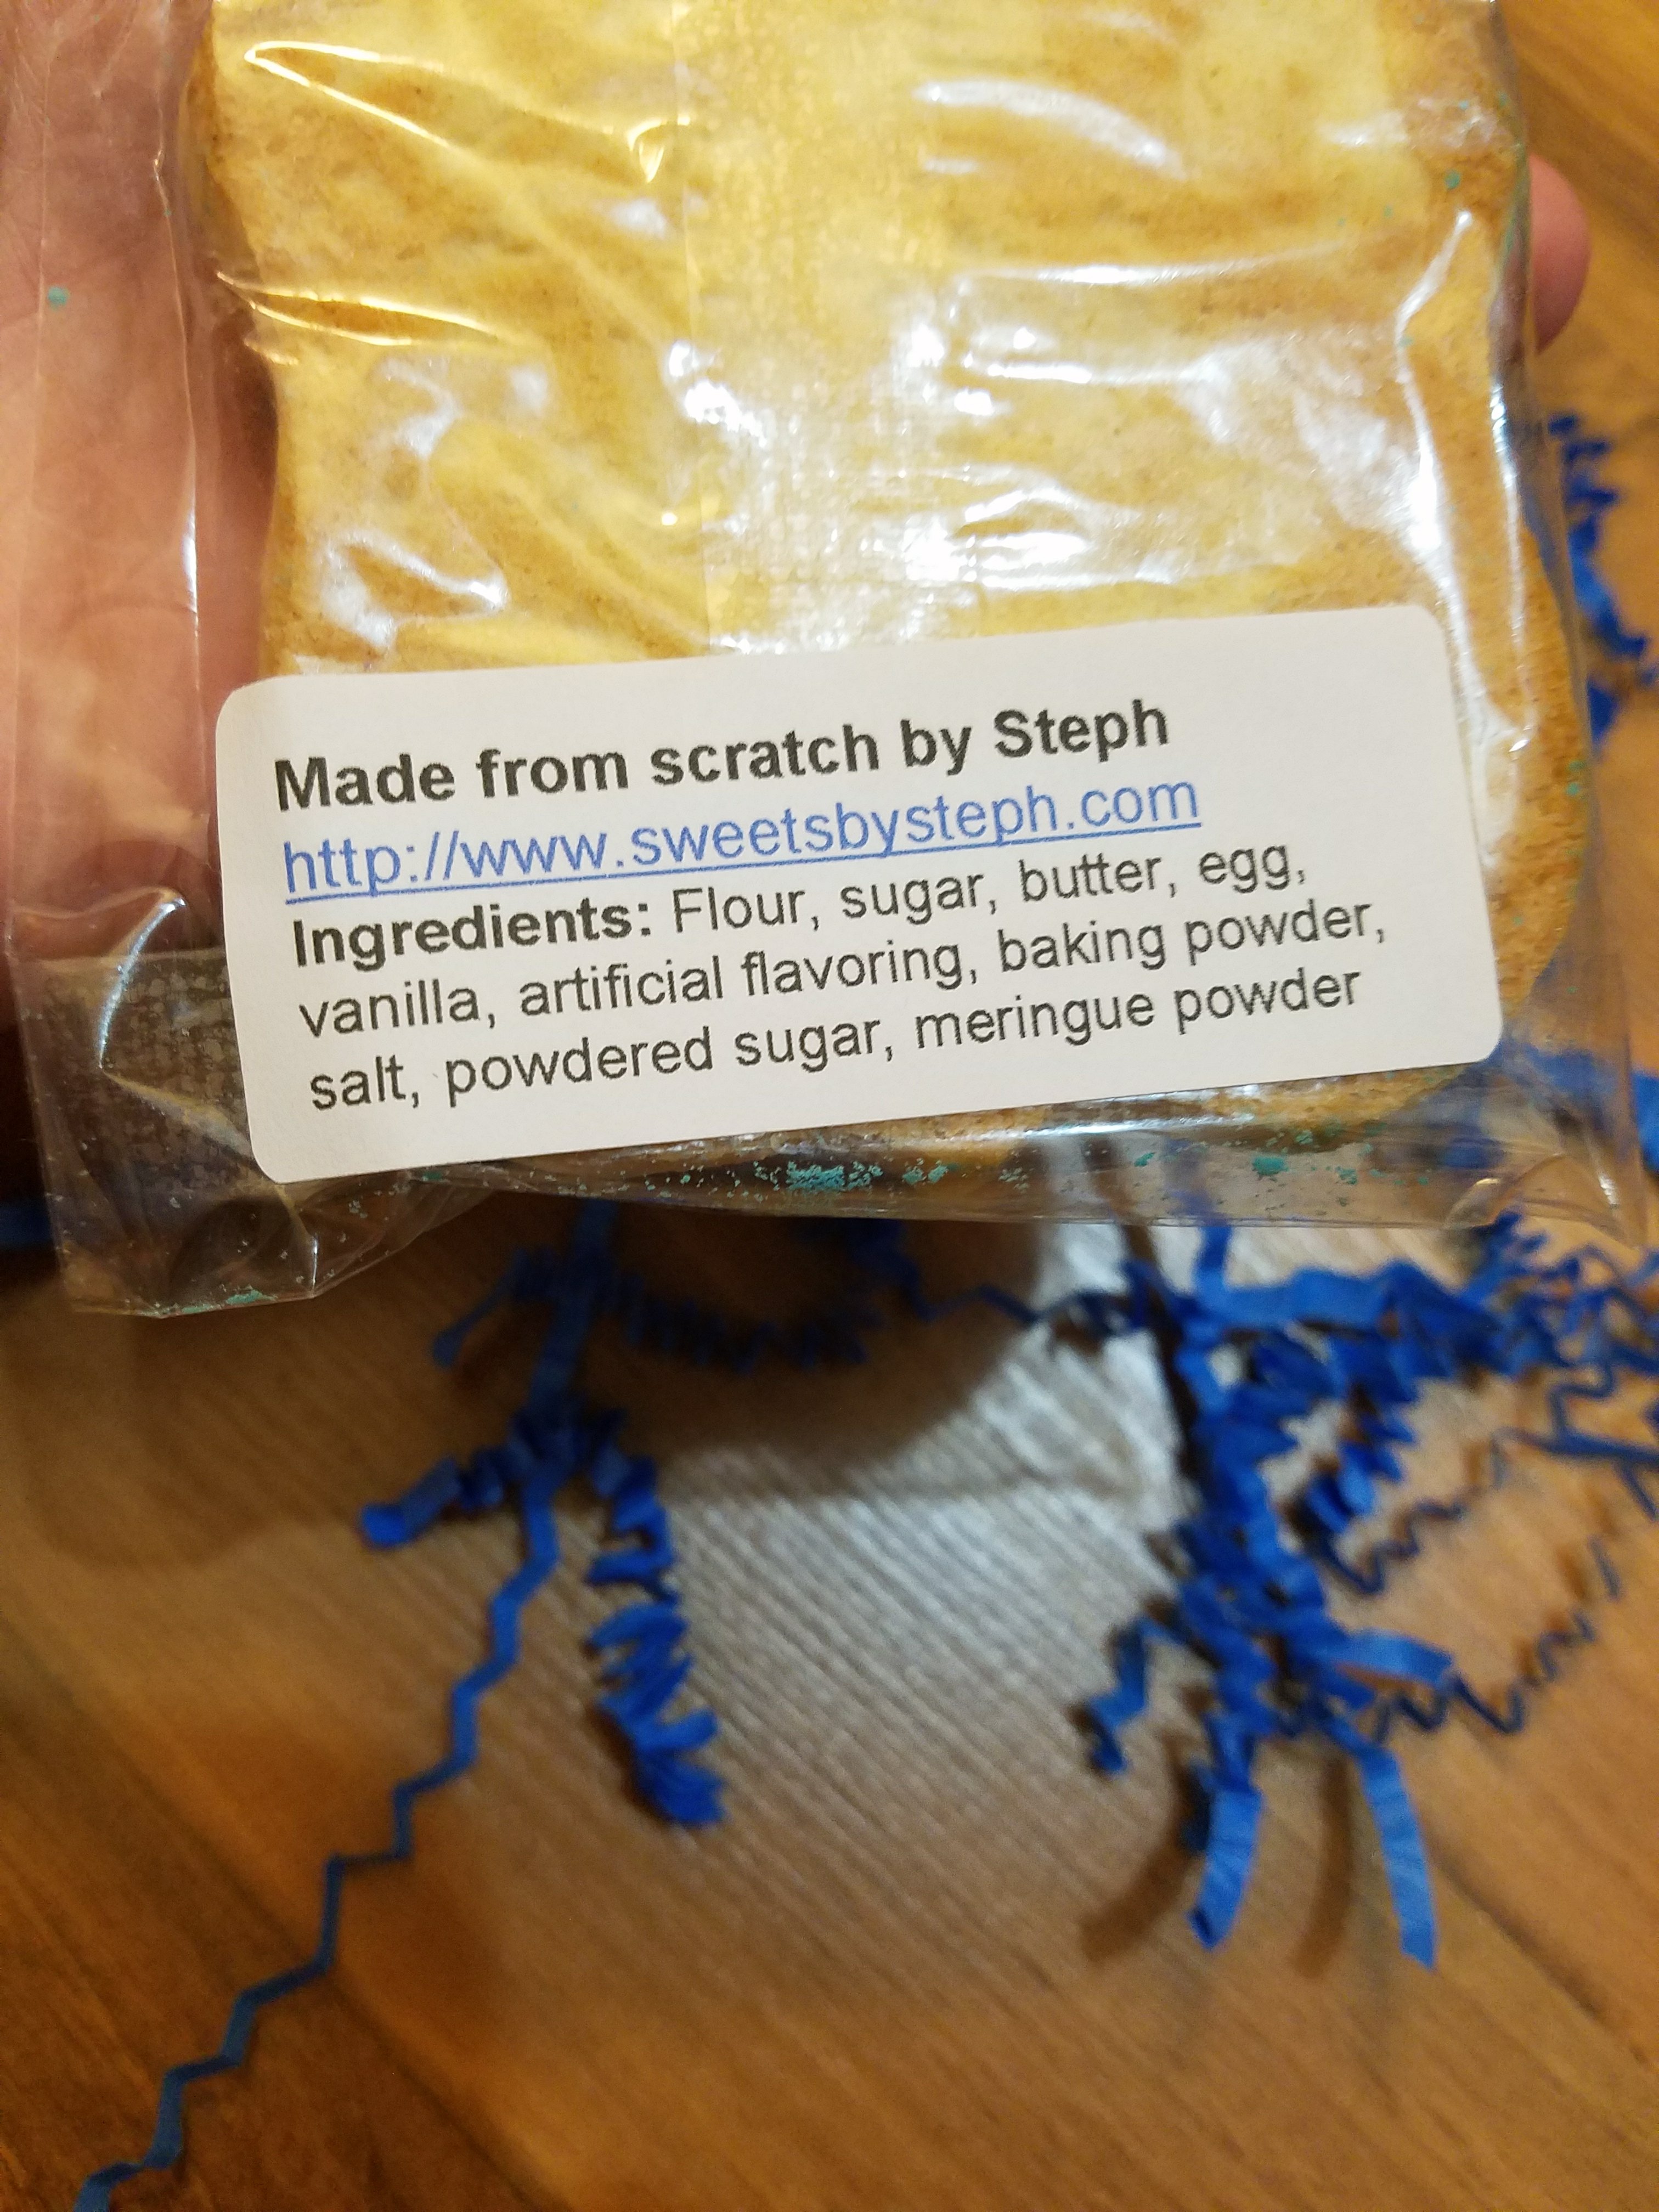 Made from scratch by Steph
http://www.sweetsbysteph.com
Ingredients: Flour, sugar, butter, egg,
vanilla, artificial flavoring, baking powder,
salt, powdered sugar, meringue powder